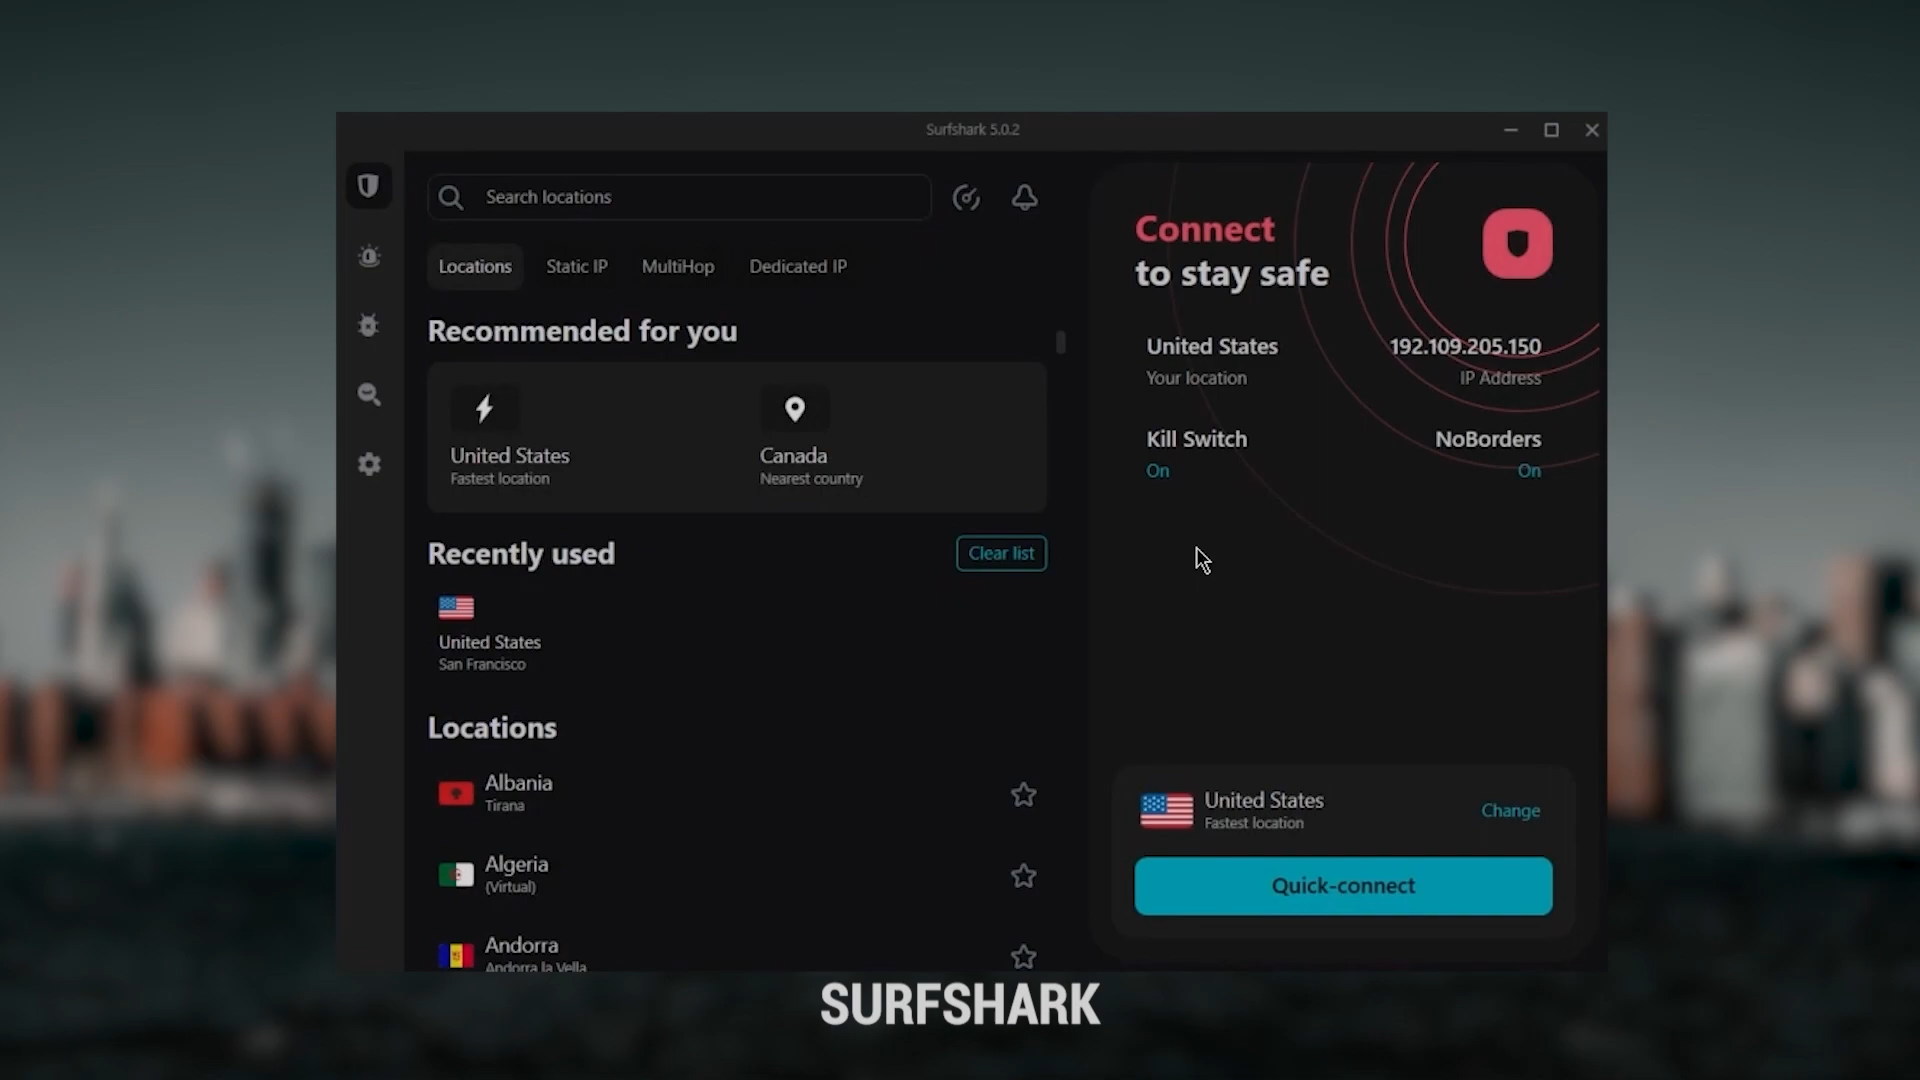 Surfshark 5.0.2
Search locations
Locations
Static IP
MultiHop
Dedicated IP
Recommended for you
United States
Fastest location
Canada
Nearest country
Recently used
Clear list
United States
San Francisco
Locations
Albania
Tirana
Algeria
(Virtual)
Andorra
Andorra la Vella
Connect
to stay safe
United States
192.109.205.150
Your location
IP Address
Kill Switch
NoBorders
On
On
United States
Fastest location
Change
Quick-connect
SURFSHARK